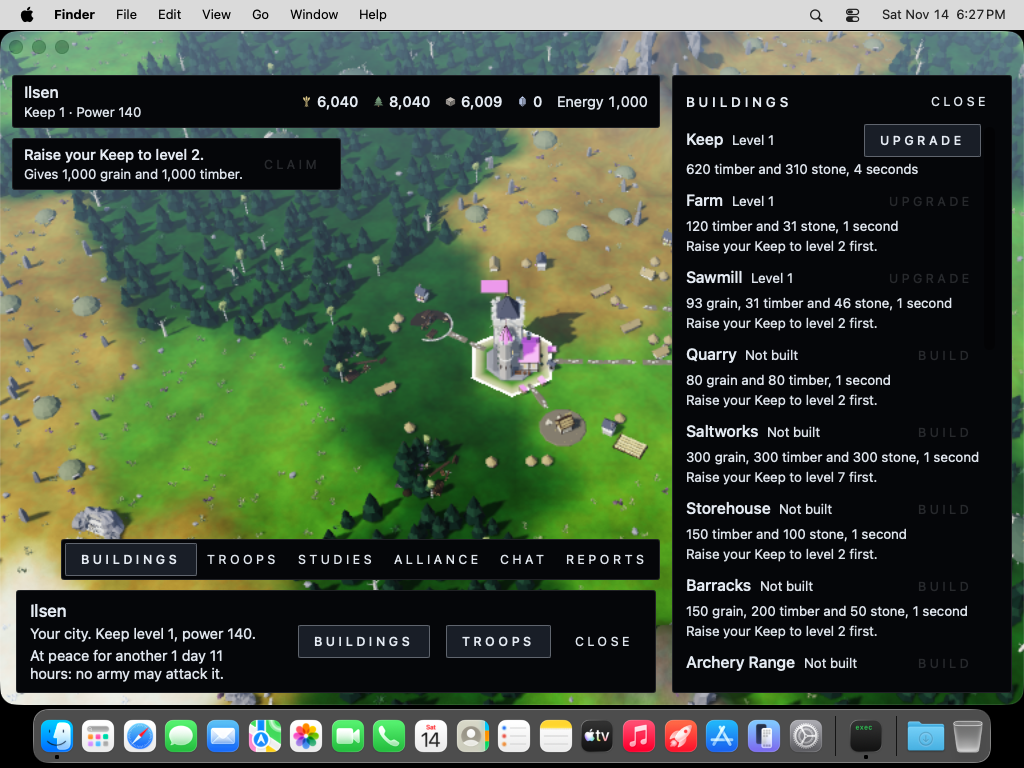 Finder File Edit View Go Window Help Sat Nov 14 6:27 PM
Ilsen
Keep 1 · Power 140
6,040 8,040 6,009 0 Energy 1,000
Raise your Keep to level 2.
Gives 1,000 grain and 1,000 timber.
CLAIM
BUILDINGS CLOSE
Keep Level 1 UPGRADE
620 timber and 310 stone, 4 seconds
Farm Level 1 UPGRADE
120 timber and 31 stone, 1 second
Raise your Keep to level 2 first.
Sawmill Level 1 UPGRADE
93 grain, 31 timber and 46 stone, 1 second
Raise your Keep to level 2 first.
Quarry Not built BUILD
80 grain and 80 timber, 1 second
Raise your Keep to level 2 first.
Saltworks Not built BUILD
300 grain, 300 timber and 300 stone, 1 second
Raise your Keep to level 7 first.
Storehouse Not built BUILD
150 timber and 100 stone, 1 second
Raise your Keep to level 2 first.
Barracks Not built BUILD
150 grain, 200 timber and 50 stone, 1 second
Raise your Keep to level 2 first.
Archery Range Not built BUILD
BUILDINGS TROOPS STUDIES ALLIANCE CHAT REPORTS
Ilsen
Your city. Keep level 1, power 140.
At peace for another 1 day 11
hours: no army may attack it.
BUILDINGS TROOPS CLOSE
Sat
14
tv
exec